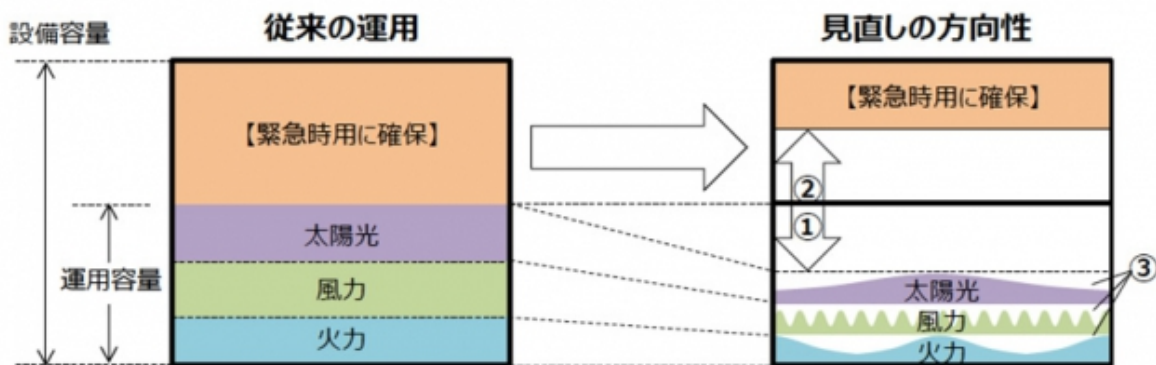 従来の運用
見直しの方向性
設備容量
【緊急時用に確保】
【緊急時用に確保】
②
①
③
太陽光
風力
火力
運用容量
太陽光
風力
火力